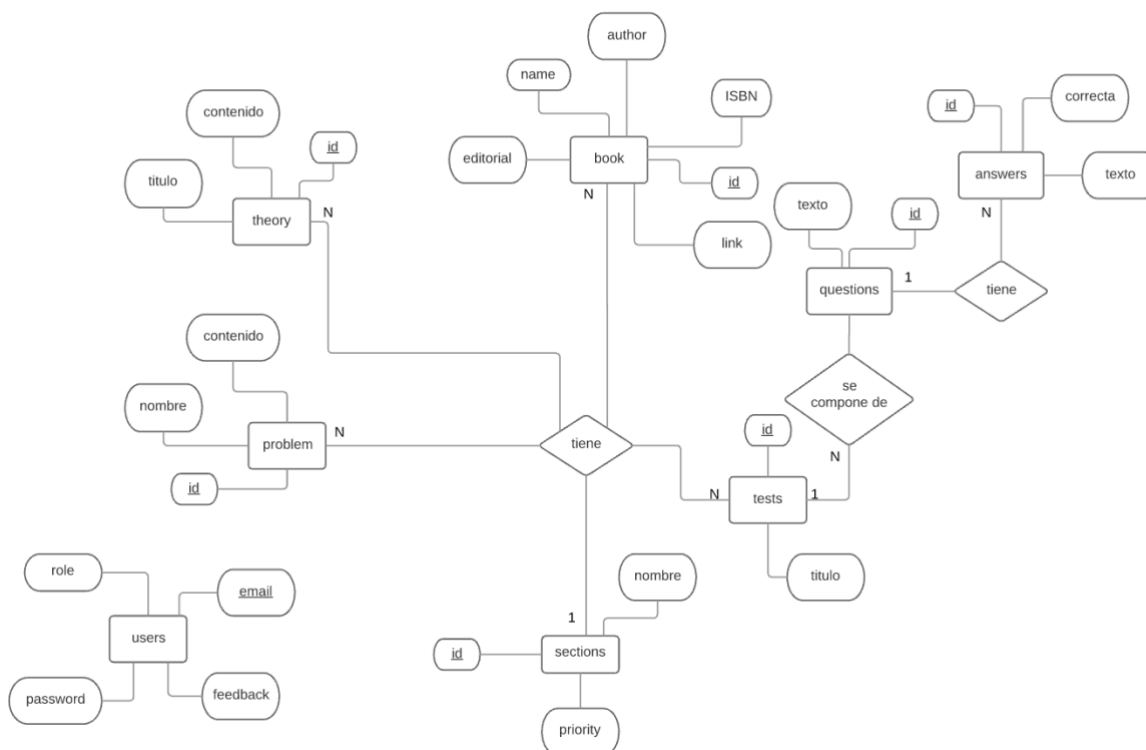 author
name
ISBN
contenido
id
correcta
id
editorial
book
titulo
id
answers
texto
N
texto
id
theory
N
N
link
1
questions
tiene
contenido
se
compone de
nombre
id
N
problem
tiene
N
id
N
tests
1
role
nombre
titulo
email
1
users
id
sections
password
feedback
priority